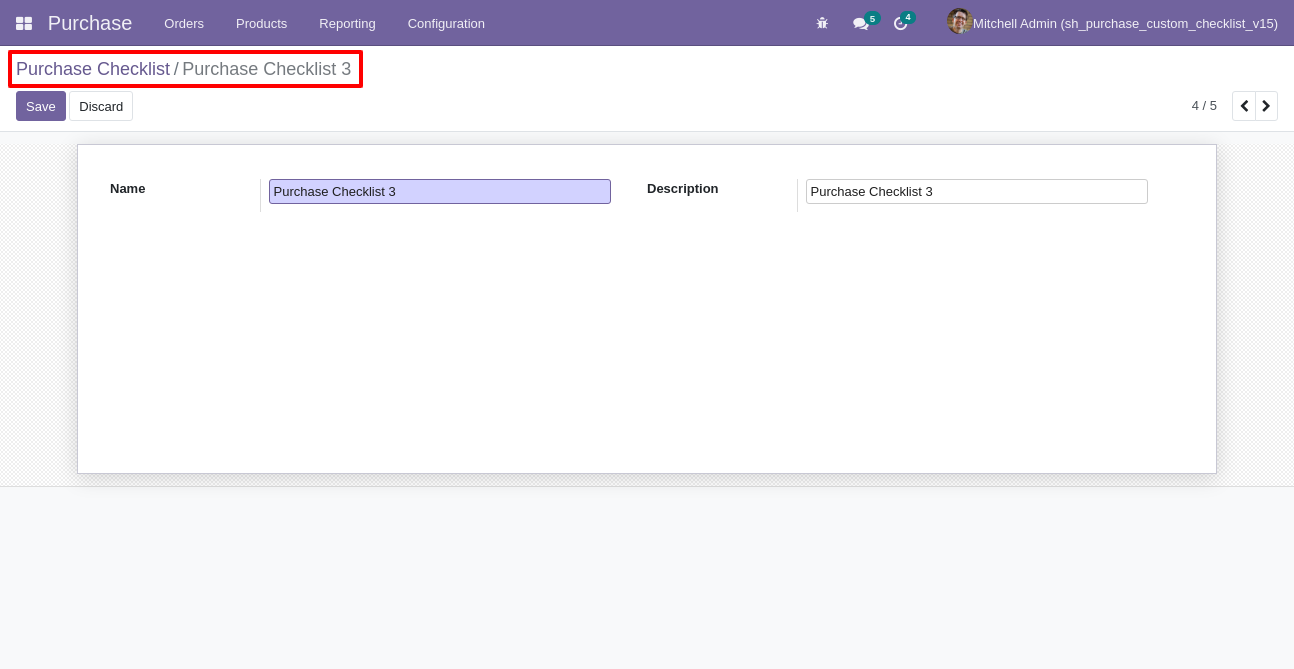 Purchase Orders Products Reporting Configuration 5 4 Mitchell Admin (sh_purchase_custom_checklist_v15)
Purchase Checklist / Purchase Checklist 3
Save Discard 4 / 5
Name Purchase Checklist 3 Description Purchase Checklist 3